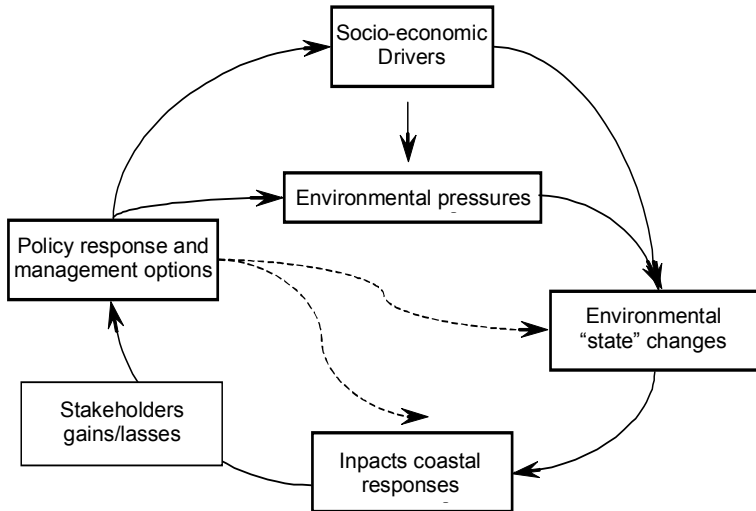 Socio-economic
Drivers
Environmental pressures
Policy response and
management options
Environmental
“state” changes
Stakeholders
gains/lasses
Inpacts coastal
responses